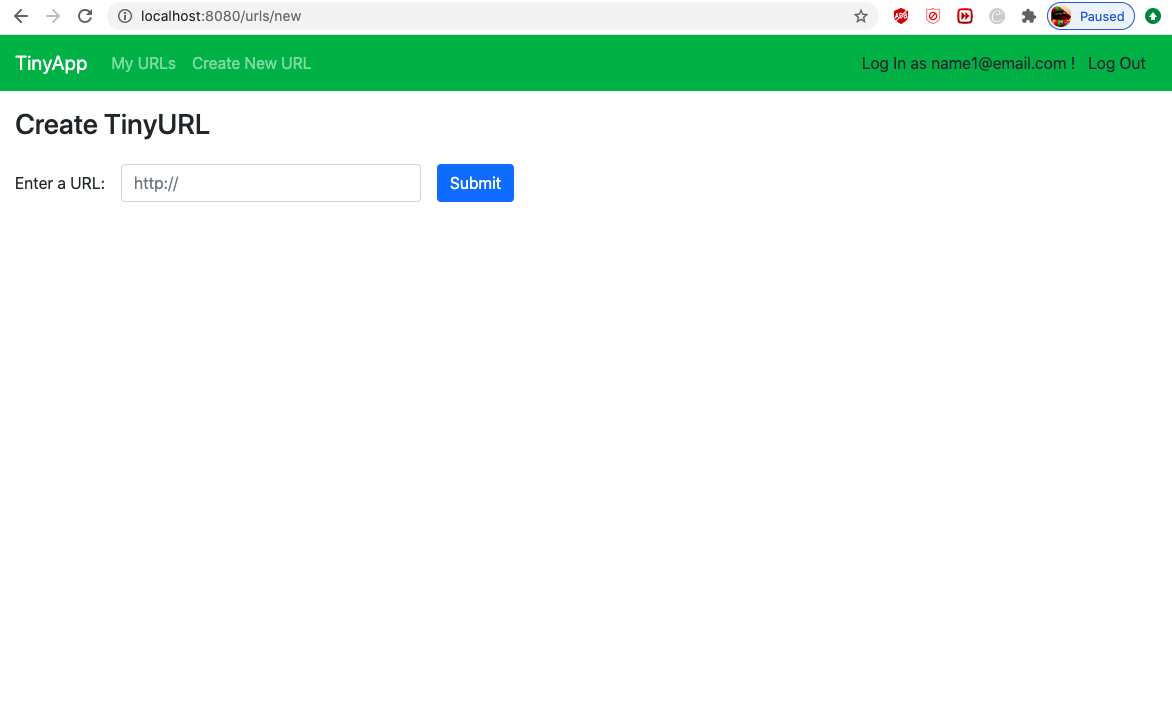 localhost:8080/urls/new
ABP
Paused
TinyApp My URLs Create New URL Log In as name1@email.com ! Log Out
Create TinyURL
Enter a URL: http:// Submit